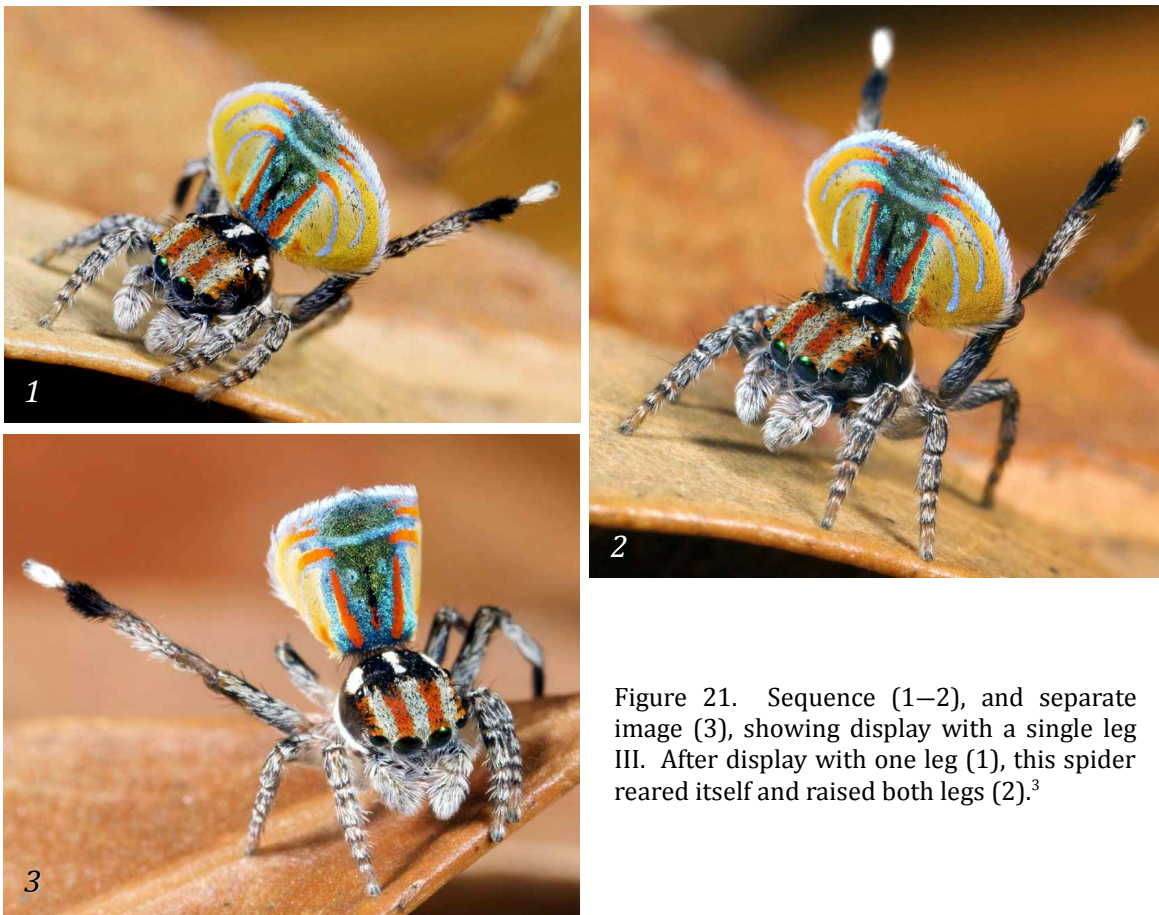 1
2
3
Figure 21. Sequence (1—2), and separate
image (3), showing display with a single leg
III. After display with one leg (1), this spider
reared itself and raised both legs (2).³